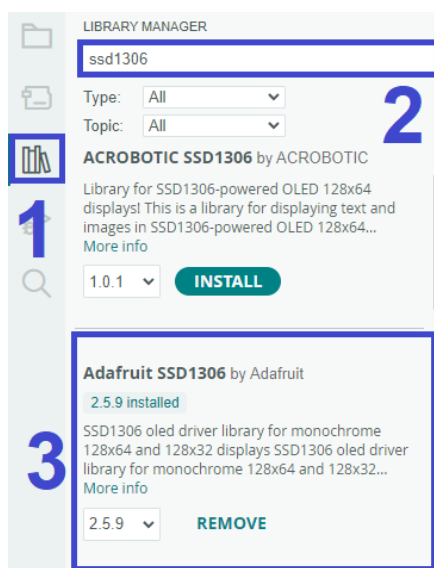 LIBRARY MANAGER
ssd1306
2
Type: All
Topic: All
ACROBOTIC SSD1306 by ACROBOTIC
Library for SSD1306-powered OLED 128x64
displays! This is a library for displaying text and
images in SSD1306-powered OLED 128x64...
More info
1
1.0.1 INSTALL
Adafruit SSD1306 by Adafruit
2.5.9 installed
SSD1306 oled driver library for monochrome
128x64 and 128x32 displays SSD1306 oled driver
library for monochrome 128x64 and 128x32...
More info
3
2.5.9 REMOVE